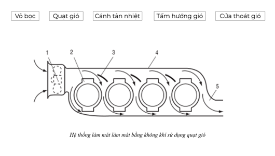 Vỏ bọc Quạt gió Cánh tản nhiệt Tấm hướng gió Cửa thoát gió
1 2 3 4
5
Hệ thống làm mát làm mát bằng không khí sử dụng quạt gió